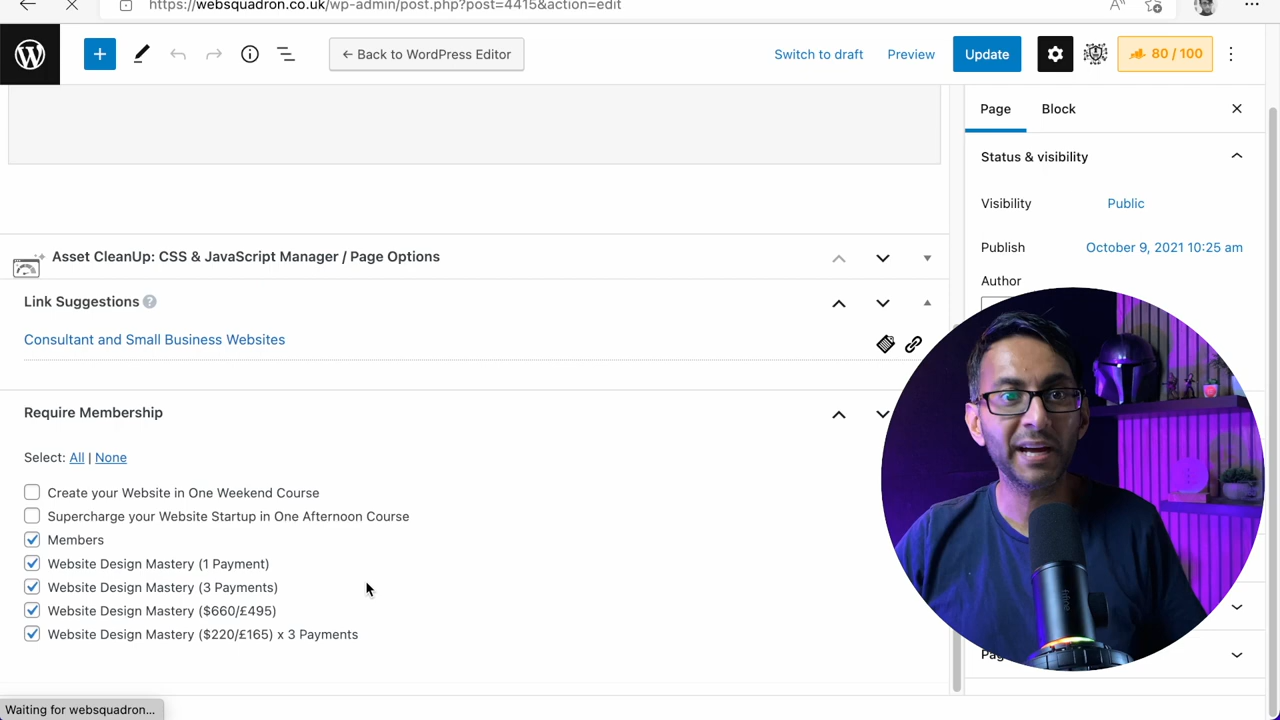 https://websquadron.co.uk/wp-admin/post.php?post=4415&action=edit
← Back to WordPress Editor
Switch to draft
Preview
Update
80 / 100
Page
Block
Status & visibility
Visibility
Public
Publish
October 9, 2021 10:25 am
Author
Asset CleanUp: CSS & JavaScript Manager / Page Options
Link Suggestions
Consultant and Small Business Websites
Require Membership
Select: All | None
Create your Website in One Weekend Course
Supercharge your Website Startup in One Afternoon Course
Members
Website Design Mastery (1 Payment)
Website Design Mastery (3 Payments)
Website Design Mastery ($660/£495)
Website Design Mastery ($220/£165) x 3 Payments
Waiting for websquadron...